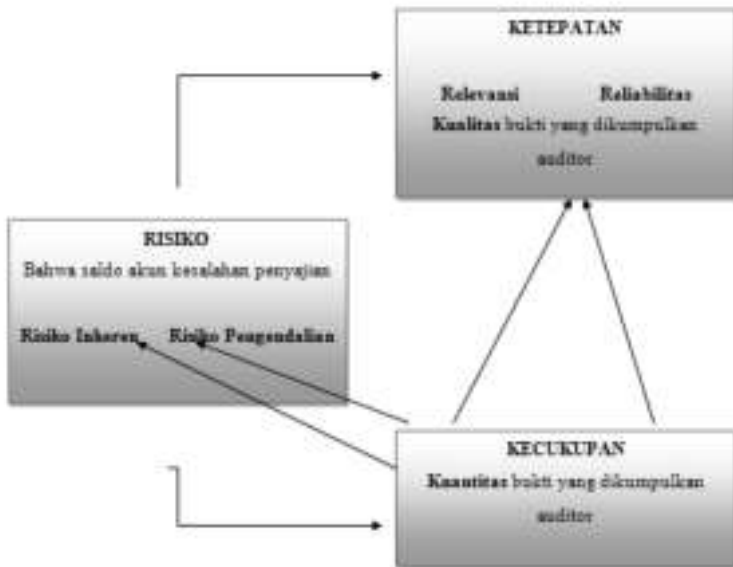 KETEPATAN
Relevansi Reliabilitas
Kualitas bukti yang dikumpulkan
auditor
RISIKO
Bahwa saldo akun kesalahan penyajian
Risiko Inheren Risiko Pengendalian
KECUKUPAN
Kuantitas bukti yang dikumpulkan
auditor